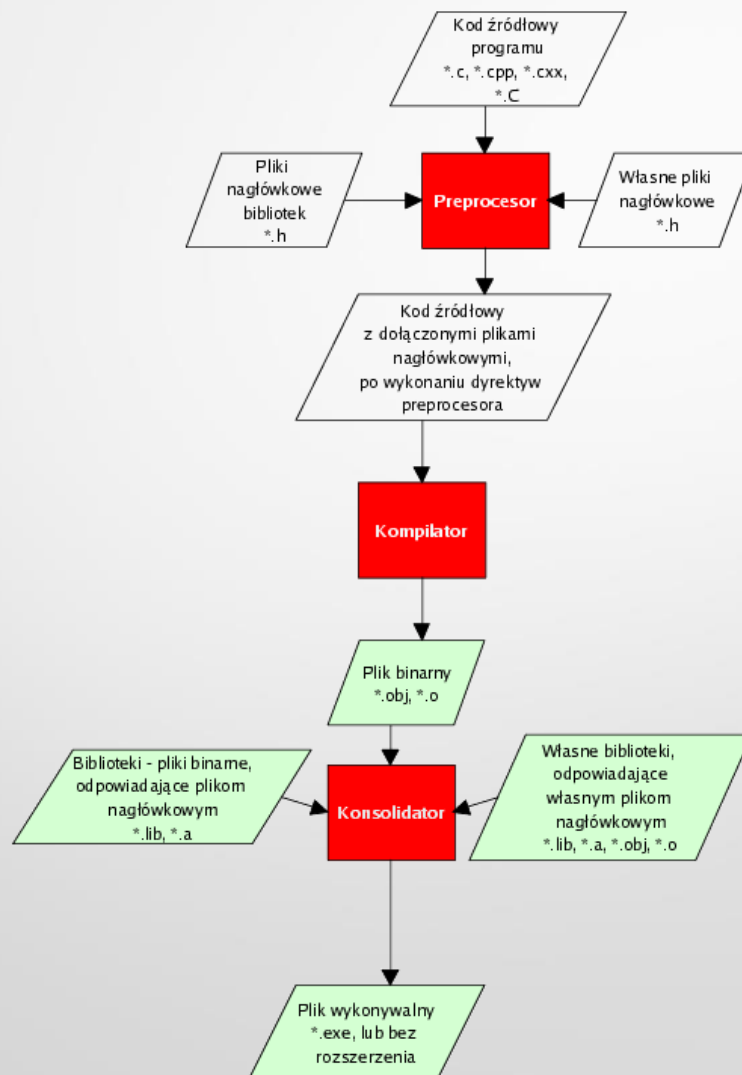 Kod źródłowy
programu
*.c, *.cpp, *.cxx,
*.C
Pliki
nagłówkowe
bibliotek
*.h
Preprocesor
Własne pliki
nagłówkowe
*.h
Kod źródłowy
z dołączonymi plikami
nagłówkowymi,
po wykonaniu dyrektyw
preprocesora
Kompilator
Plik binarny
*.obj, *.o
Biblioteki - pliki binarne,
odpowiadające plikom
nagłówkowym
*.lib, *.a
Konsolidator
Własne biblioteki,
odpowiadające
własnym plikom
nagłówkowym
*.lib, *.a, *.obj, *.o
Plik wykonywalny
*.exe, lub bez
rozszerzenia